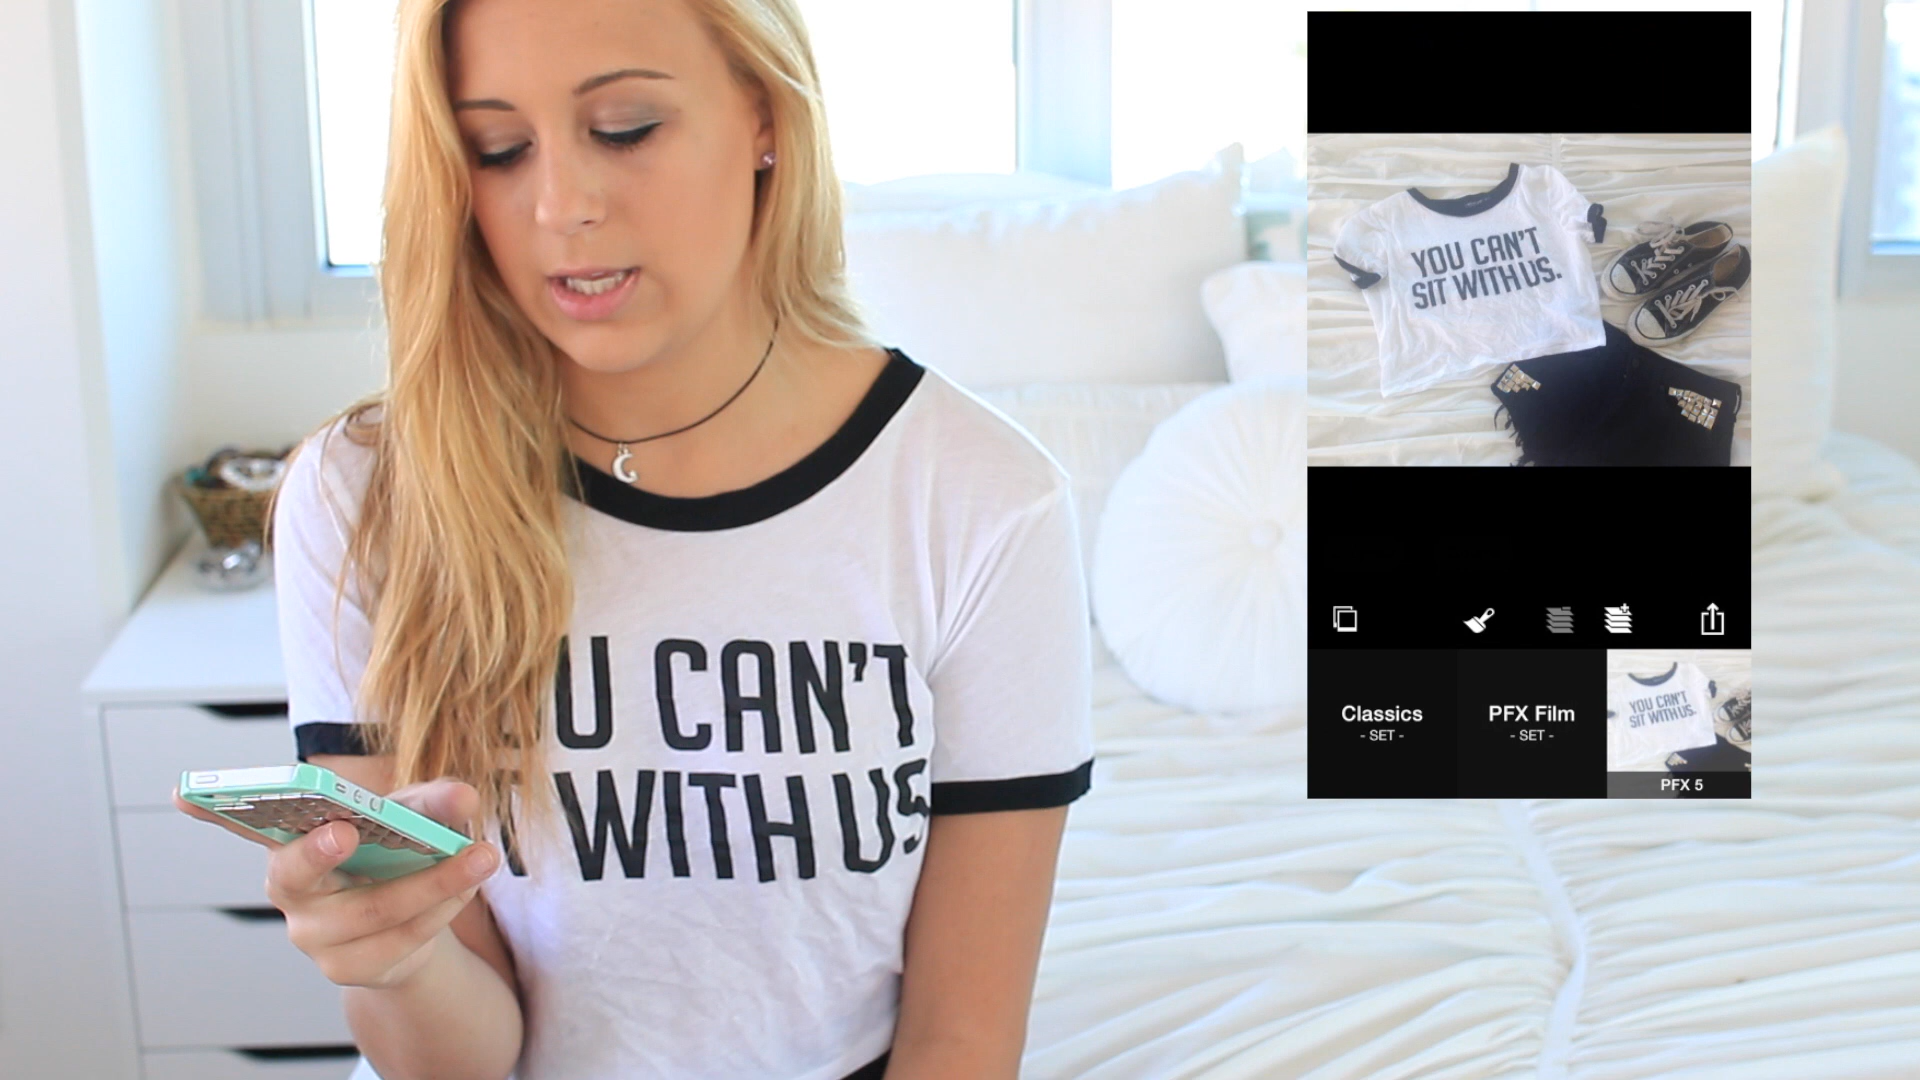 U CAN'T
WITH US
YOU CAN'T
SIT WITH US.
Classics
- SET -
PFX Film
- SET -
YOU CAN'T
SIT WITH US.
PFX 5